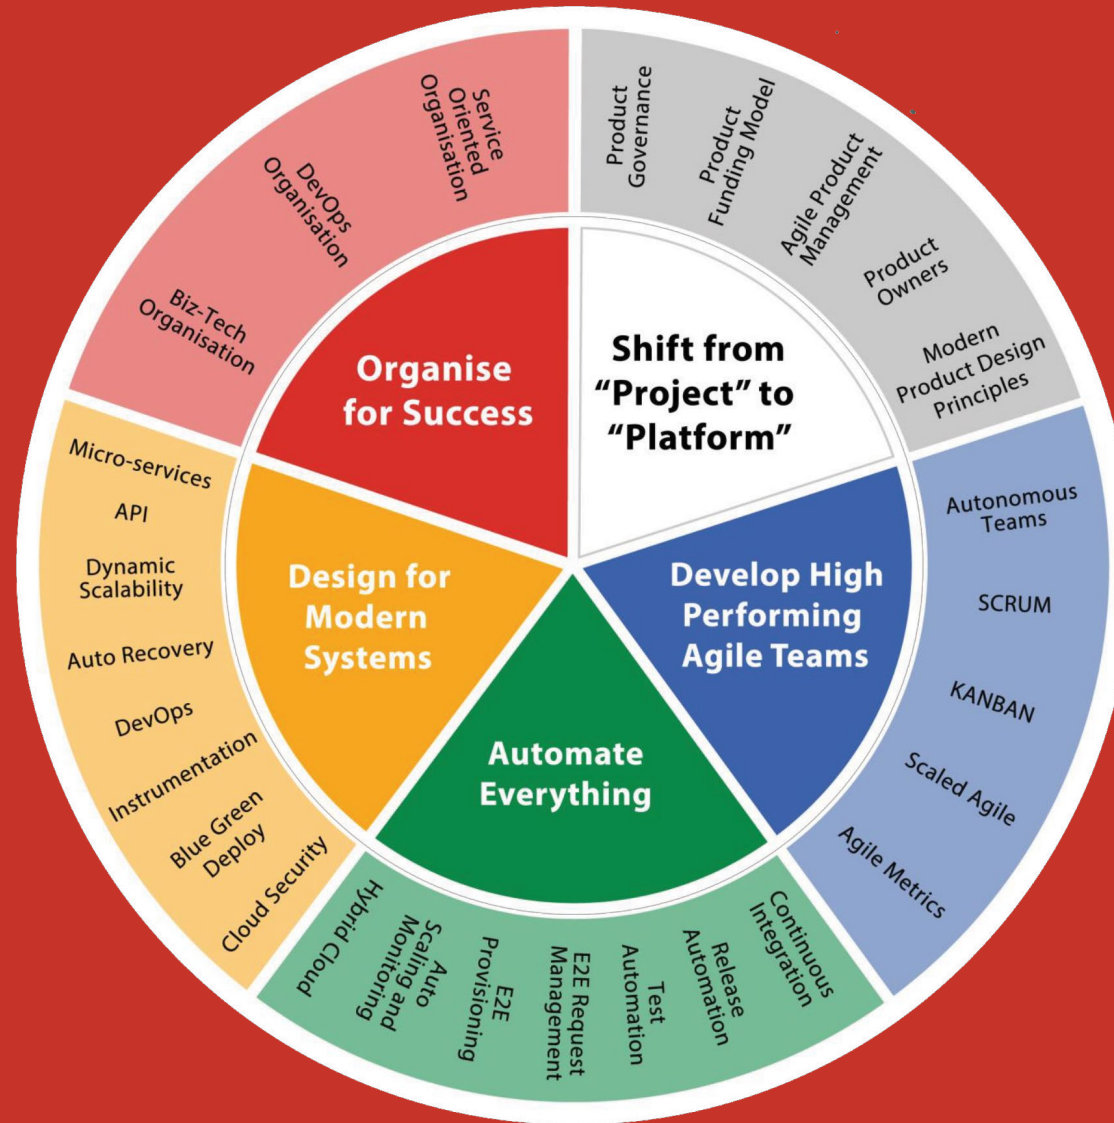 Service
Oriented
Organisation
DevOps
Organisation
Biz-Tech
Organisation
Organise
for Success
Product
Governance
Product
Funding Model
Agile Product
Management
Product
Owners
Modern
Product Design
Principles
Shift from
“Project” to
“Platform”
Autonomous
Teams
SCRUM
KANBAN
Scaled Agile
Agile Metrics
Develop High
Performing
Agile Teams
Continuous
Integration
Release
Automation
Test
Automation
E2E Request
Management
E2E
Provisioning
Auto
Scaling and
Monitoring
Hybrid Cloud
Automate
Everything
Micro-services
API
Dynamic
Scalability
Auto Recovery
DevOps
Instrumentation
Blue Green
Deploy
Cloud Security
Design for
Modern
Systems